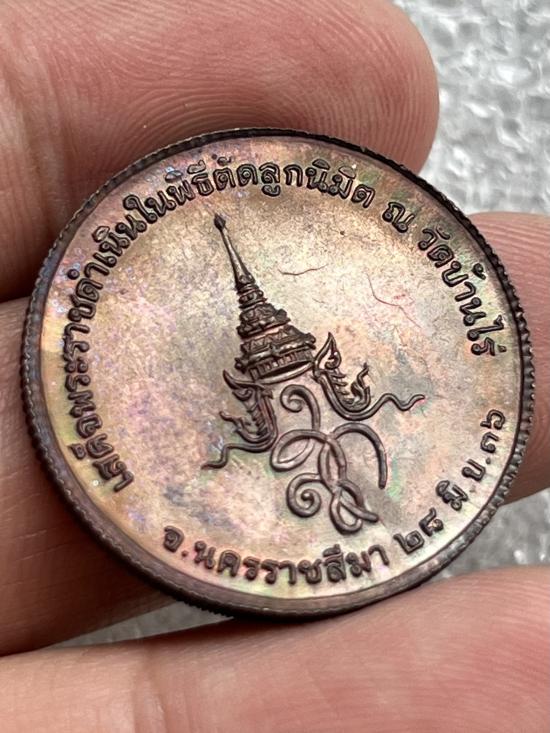 เสด็จพระราชดำเนินในพิธีตัดลูกนิมิต ณ วัดบ้านไร่
จ.นครราชสีมา ๒๘ มิ.ย.๓๖